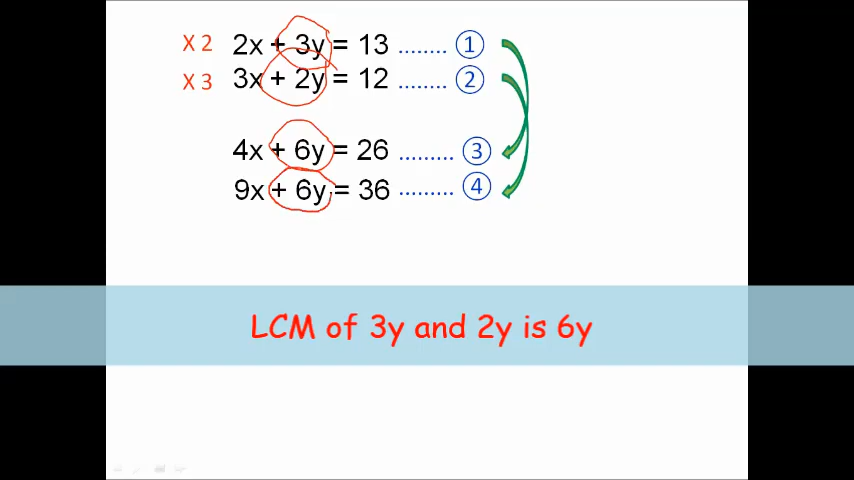 X 2 2x + 3y = 13 ........ 1
X 3 3x + 2y = 12 ........ 2
4x + 6y = 26 ......... 3
9x + 6y = 36 ......... 4
LCM of 3y and 2y is 6y